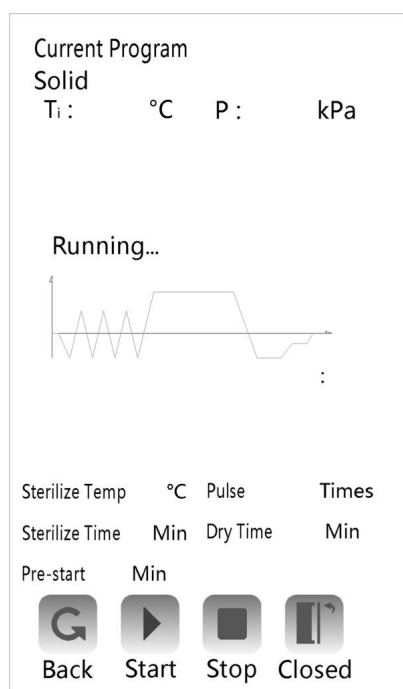 Current Program
Solid
Ti : °C P : kPa
Running...
:
Sterilize Temp °C Pulse Times
Sterilize Time Min Dry Time Min
Pre-start Min
Back Start Stop Closed